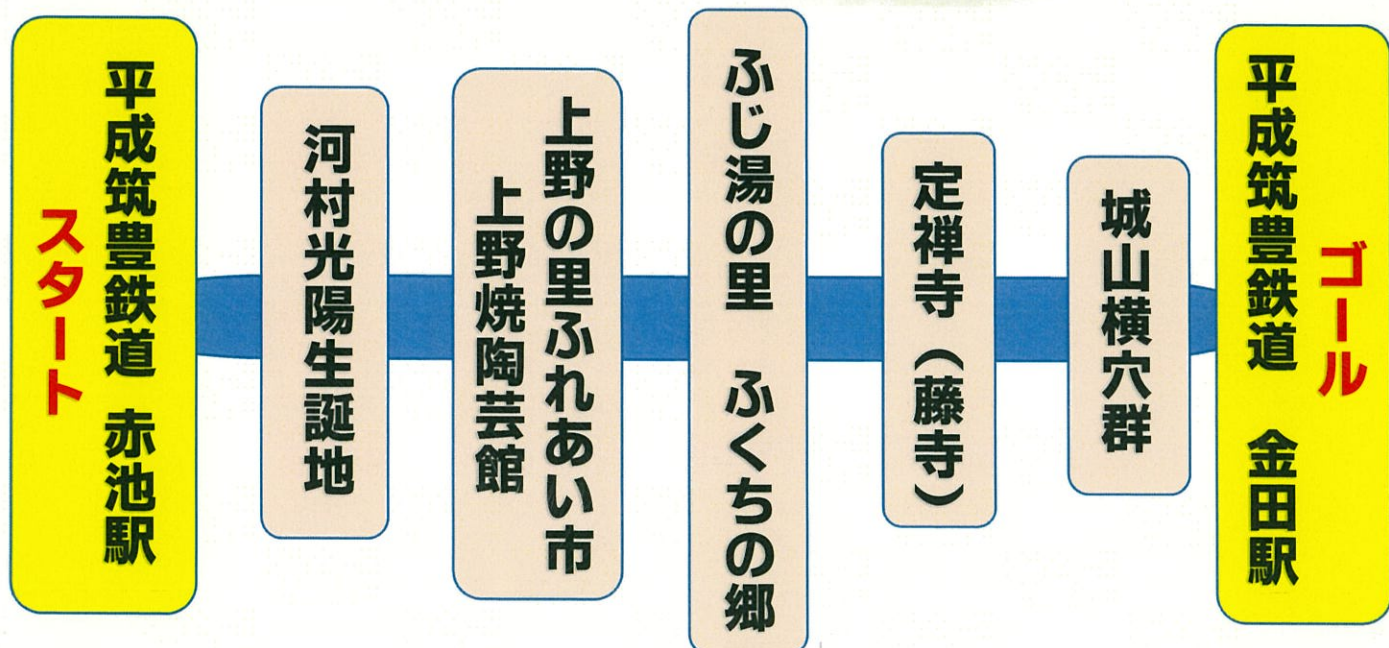 スタート
平成筑豊鉄道 赤池駅
河村光陽生誕地
上野の里ふれあい市
上野焼陶芸館
ふじ湯の里 ふくちの郷
定禅寺（藤寺）
城山横穴群
ゴール
平成筑豊鉄道 金田駅